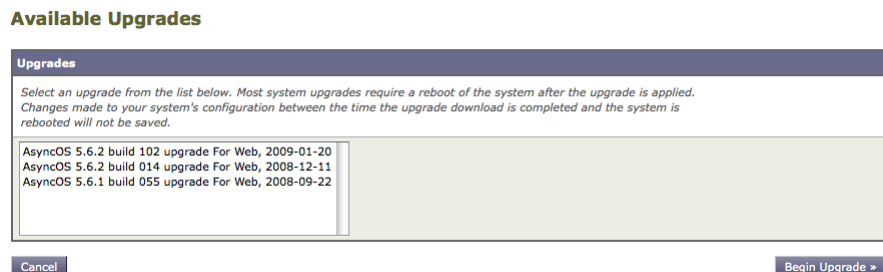 Available Upgrades
Upgrades
Select an upgrade from the list below. Most system upgrades require a reboot of the system after the upgrade is applied.
Changes made to your system's configuration between the time the upgrade download is completed and the system is
rebooted will not be saved.
AsyncOS 5.6.2 build 102 upgrade For Web, 2009-01-20
AsyncOS 5.6.2 build 014 upgrade For Web, 2008-12-11
AsyncOS 5.6.1 build 055 upgrade For Web, 2008-09-22
Cancel
Begin Upgrade »